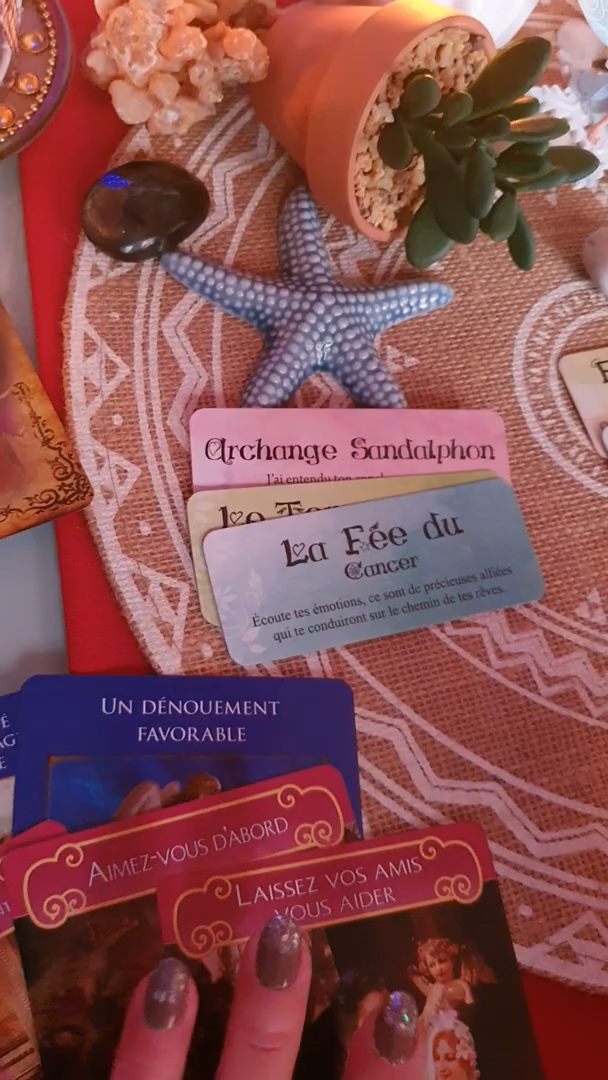 Archange Sandalphon
J'ai entendu ton appel
La Fée du
Cancer
Écoute tes émotions, ce sont de précieuses alliées
qui te conduiront sur le chemin de tes rêves.
Un dénouement
favorable
Aimez-vous d'abord
Laissez vos amis
vous aider